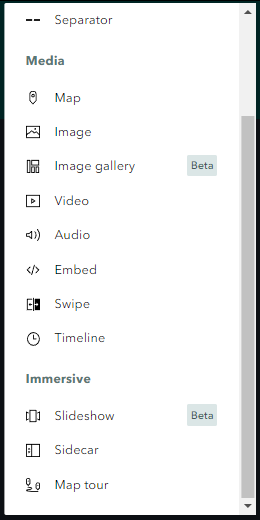 Separator
Media
Map
Image
Image gallery Beta
Video
Audio
Embed
Swipe
Timeline
Immersive
Slideshow Beta
Sidecar
Map tour